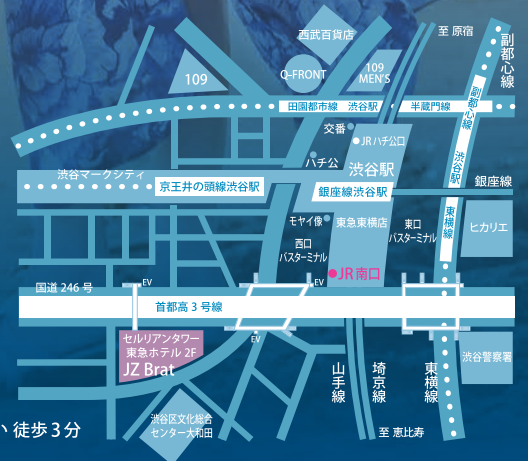 西武百貨店
至 原宿
副都心線
109
Q-FRONT
109
MEN'S
田園都市線 渋谷駅
半蔵門線
副都心線 渋谷駅
交番
JRハチ公口
ハチ公
渋谷駅
渋谷マークシティ
京王井の頭線渋谷駅
銀座線渋谷駅
銀座線
東横線
モヤイ像
東急東横店
東口
バスターミナル
ヒカリエ
西口
バスターミナル
JR 南口
国道 246 号
EV
EV
首都高 3 号線
EV
セルリアンタワー
東急ホテル 2F
JZ Brat
山手線
埼京線
東横線
渋谷警察署
渋谷区文化総合
センター大和田
至 恵比寿
徒歩 3 分